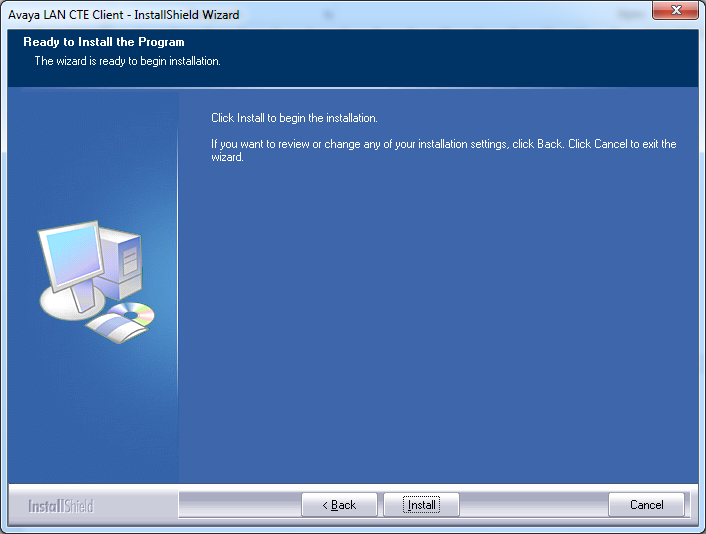 Avaya LAN CTE Client - InstallShield Wizard
Ready to Install the Program
The wizard is ready to begin installation.
Click Install to begin the installation.
If you want to review or change any of your installation settings, click Back. Click Cancel to exit the
wizard.
InstallShield
< Back
Install
Cancel